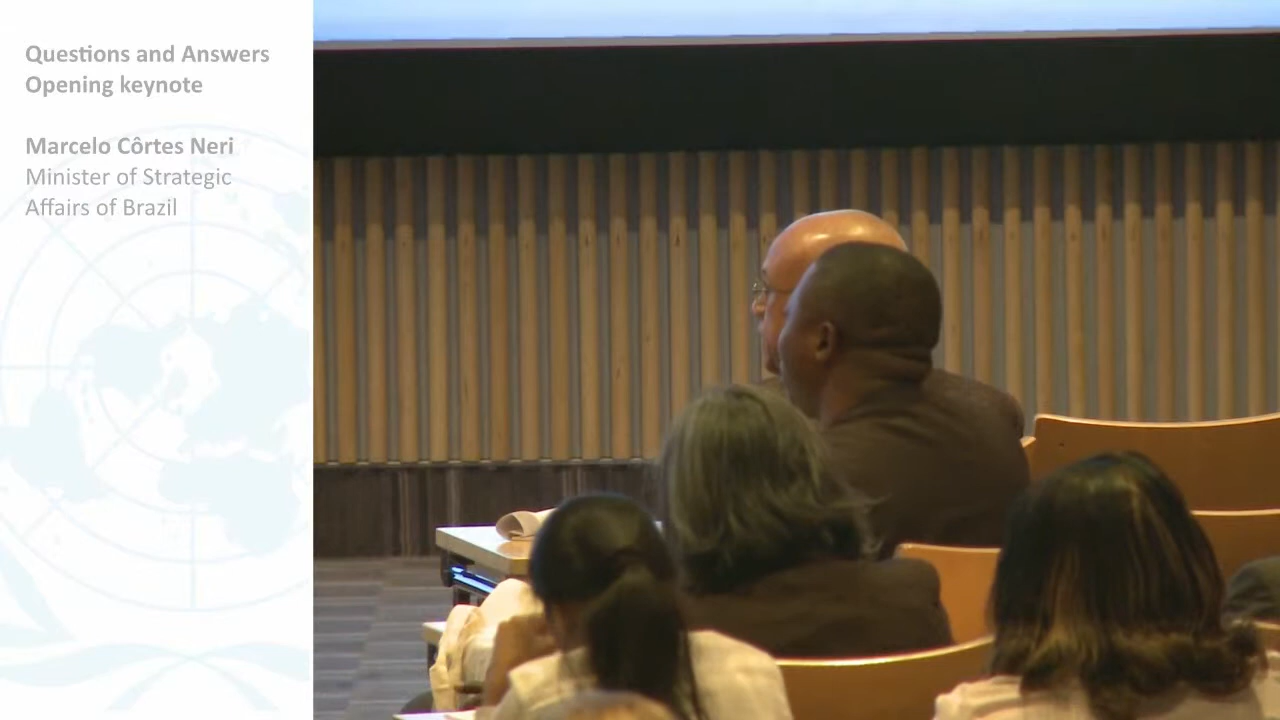 Questions and Answers
Opening keynote
Marcelo Côrtes Neri
Minister of Strategic
Affairs of Brazil